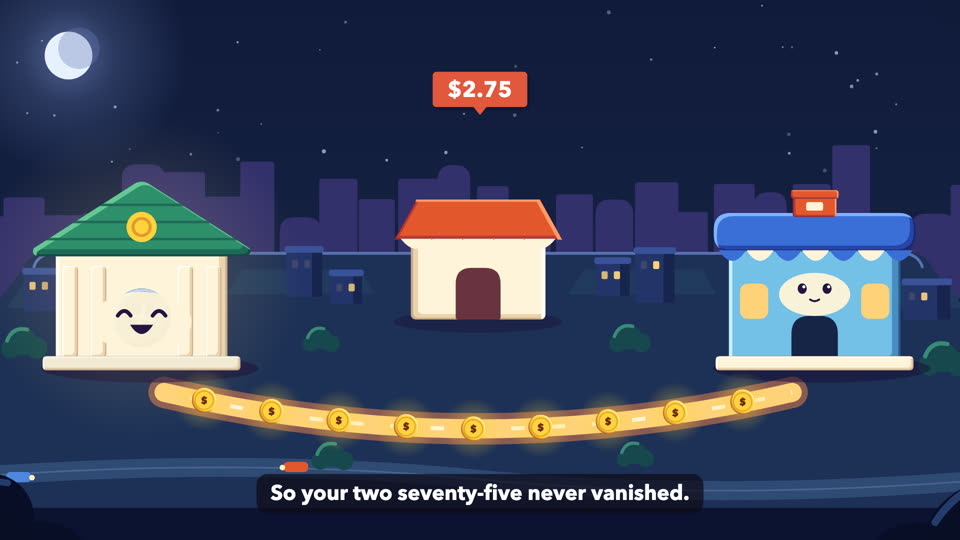 $2.75
$ $ $ $ $ $ $ $ $
So your two seventy-five never vanished.